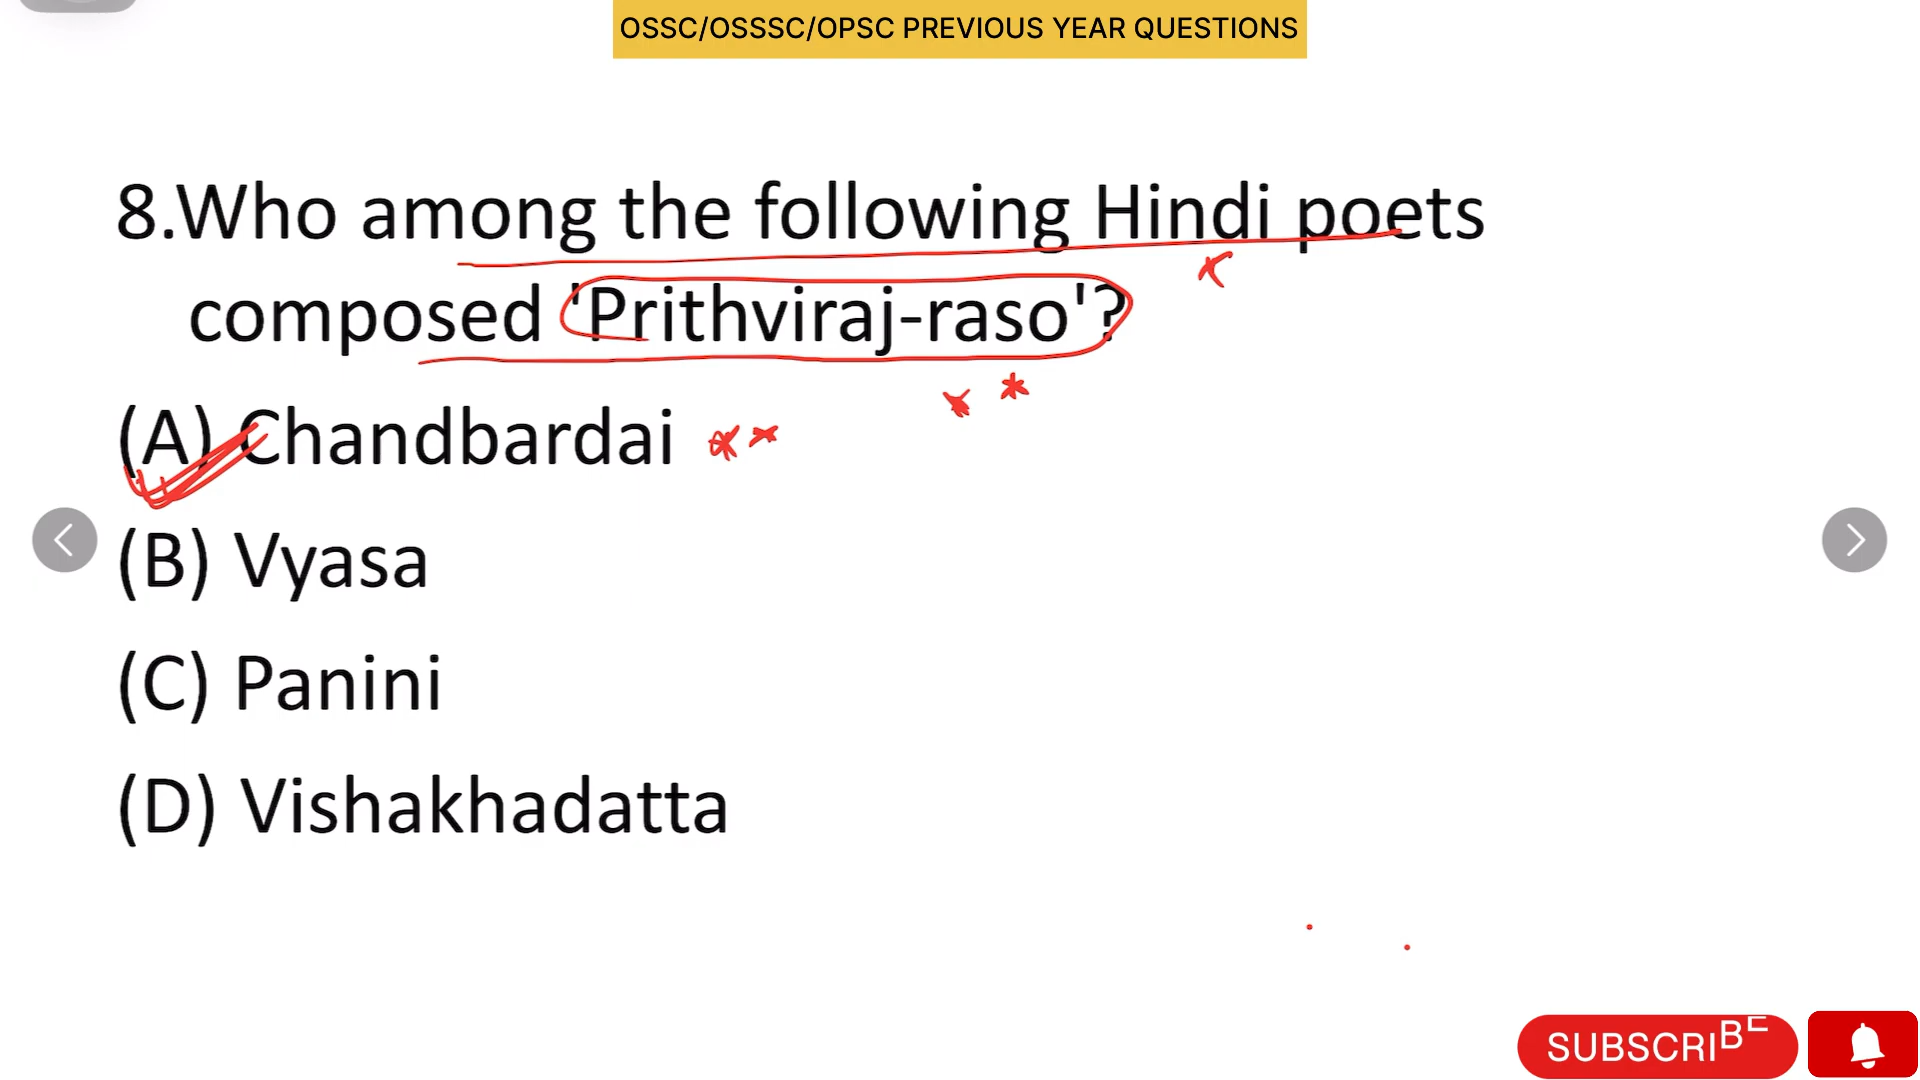 OSSC/OSSSC/OPSC PREVIOUS YEAR QUESTIONS
8.Who among the following Hindi poets
composed 'Prithviraj-raso'?
(A) Chandbardai
(B) Vyasa
(C) Panini
(D) Vishakhadatta
SUBSCRIBE